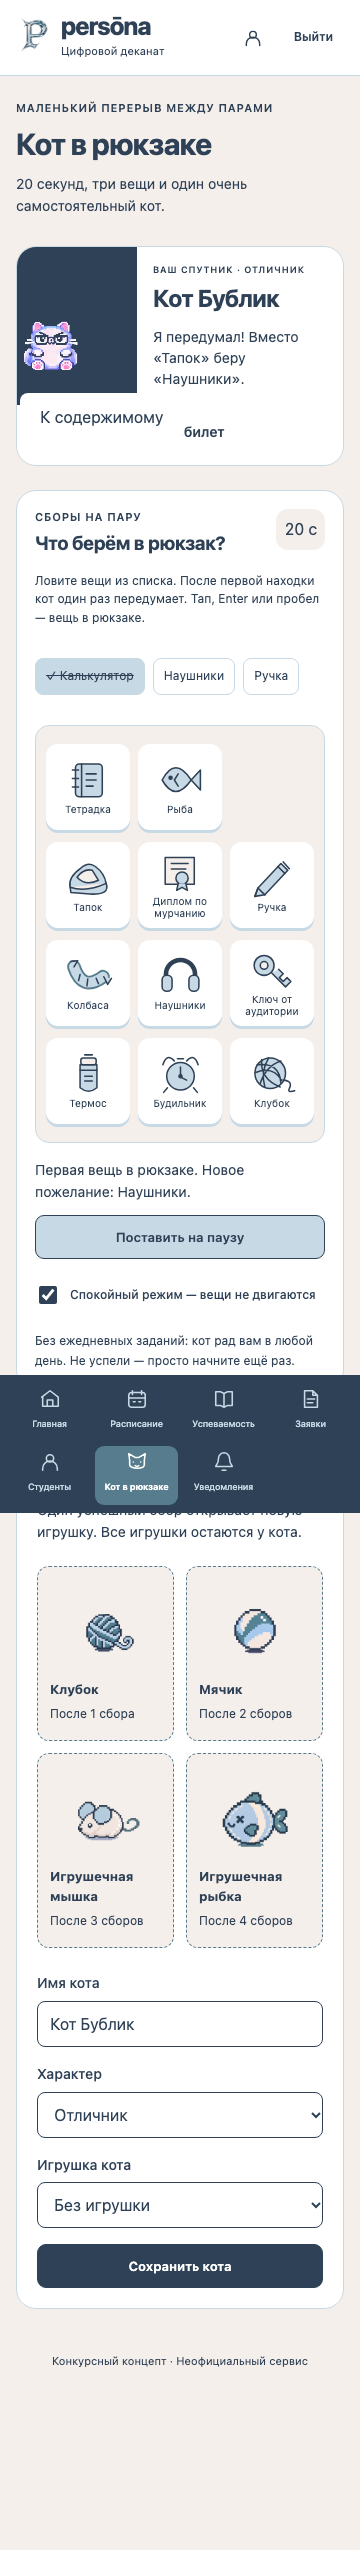 persōna
Цифровой деканат
Выйти
МАЛЕНЬКИЙ ПЕРЕРЫВ МЕЖДУ ПАРАМИ
Кот в рюкзаке
20 секунд, три вещи и один очень
самостоятельный кот.
ВАШ СПУТНИК · ОТЛИЧНИК
Кот Бублик
Я передумал! Вместо
«Тапок» беру
«Наушники».
К содержимому
билет
СБОРЫ НА ПАРУ
Что берём в рюкзак?
20 с
Ловите вещи из списка. После первой находки
кот один раз передумает. Тап, Enter или пробел
— вещь в рюкзаке.
✓ Калькулятор
Наушники
Ручка
Тетрадка
Рыба
Тапок
Диплом по
мурчанию
Ручка
Колбаса
Наушники
Ключ от
аудитории
Термос
Будильник
Клубок
Первая вещь в рюкзаке. Новое
пожелание: Наушники.
Поставить на паузу
Спокойный режим — вещи не двигаются
Без ежедневных заданий: кот рад вам в любой
день. Не успели — просто начните ещё раз.
Главная
Расписание
Успеваемость
Заявки
Студенты
Кот в рюкзаке
Уведомления
Один успешный сбор открывает новую
игрушку. Все игрушки остаются у кота.
Клубок
После 1 сбора
Мячик
После 2 сборов
Игрушечная
мышка
После 3 сборов
Игрушечная
рыбка
После 4 сборов
Имя кота
Кот Бублик
Характер
Отличник
Игрушка кота
Без игрушки
Сохранить кота
Конкурсный концепт · Неофициальный сервис